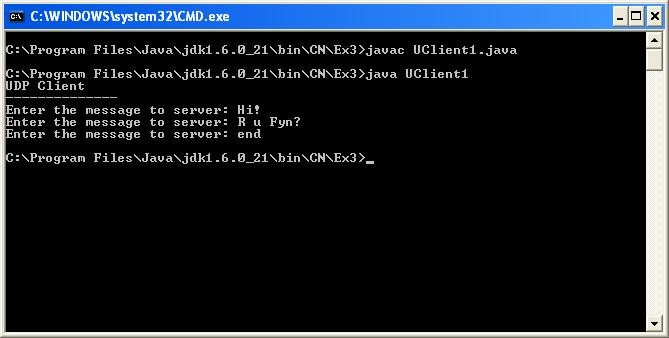 C:\WINDOWS\system32\CMD.exe
C:\Program Files\Java\jdk1.6.0_21\bin\CN\Ex3>javac UClient1.java
C:\Program Files\Java\jdk1.6.0_21\bin\CN\Ex3>java UClient1
UDP Client
--------------
Enter the message to server: Hi!
Enter the message to server: R u Fyn?
Enter the message to server: end
C:\Program Files\Java\jdk1.6.0_21\bin\CN\Ex3>_